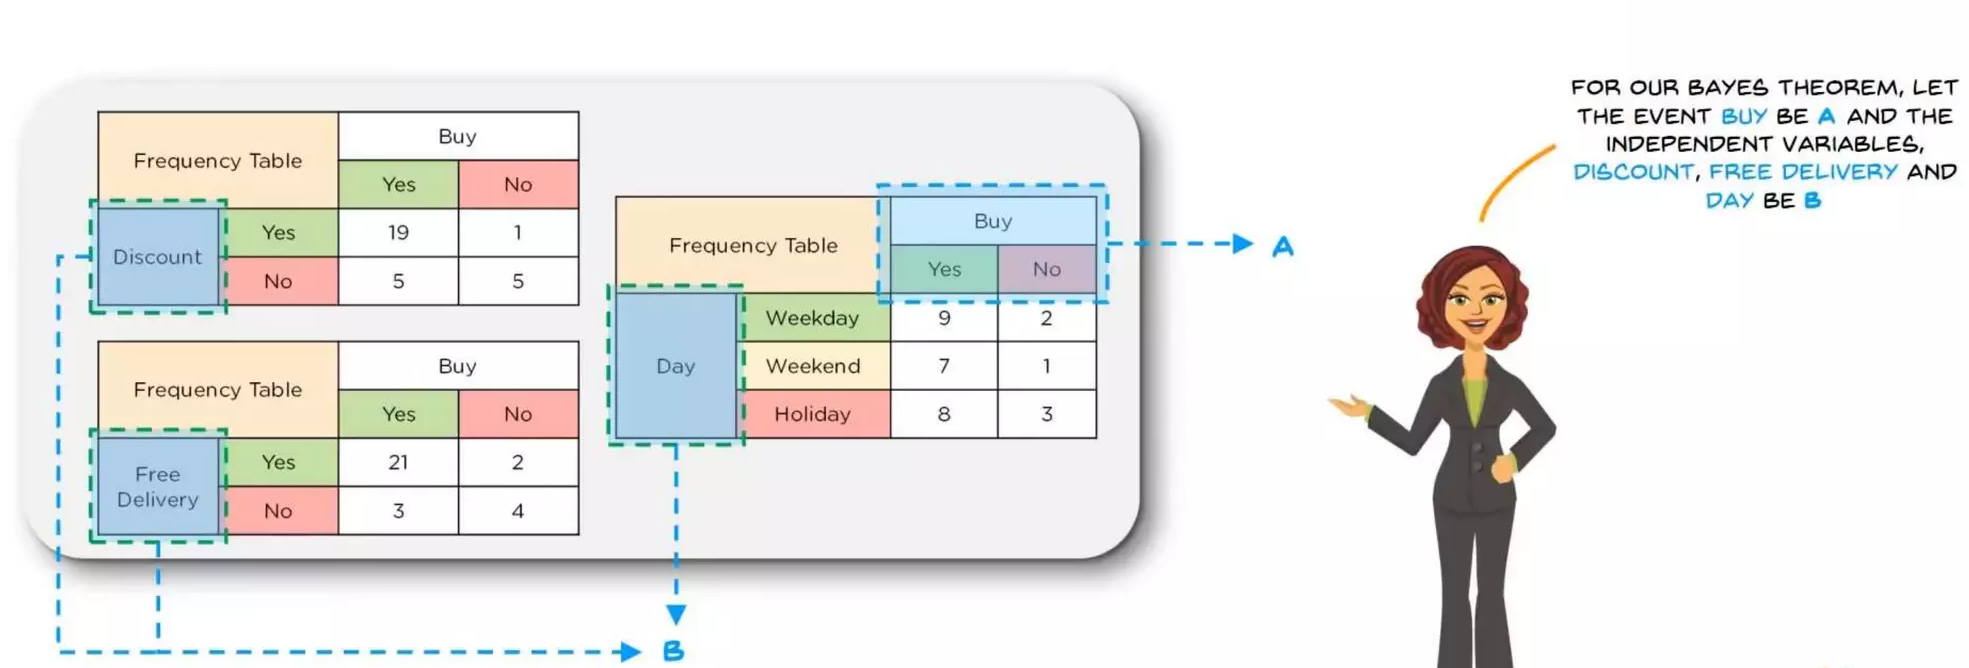 FOR OUR BAYES THEOREM, LET
THE EVENT BUY BE A AND THE
INDEPENDENT VARIABLES,
DISCOUNT, FREE DELIVERY AND
DAY BE B
Frequency Table
Buy
Yes No
Discount
Yes 19 1
No 5 5
Frequency Table
Buy
Yes No
Free
Delivery
Yes 21 2
No 3 4
Frequency Table
Buy
Yes No
Day
Weekday 9 2
Weekend 7 1
Holiday 8 3
A
B